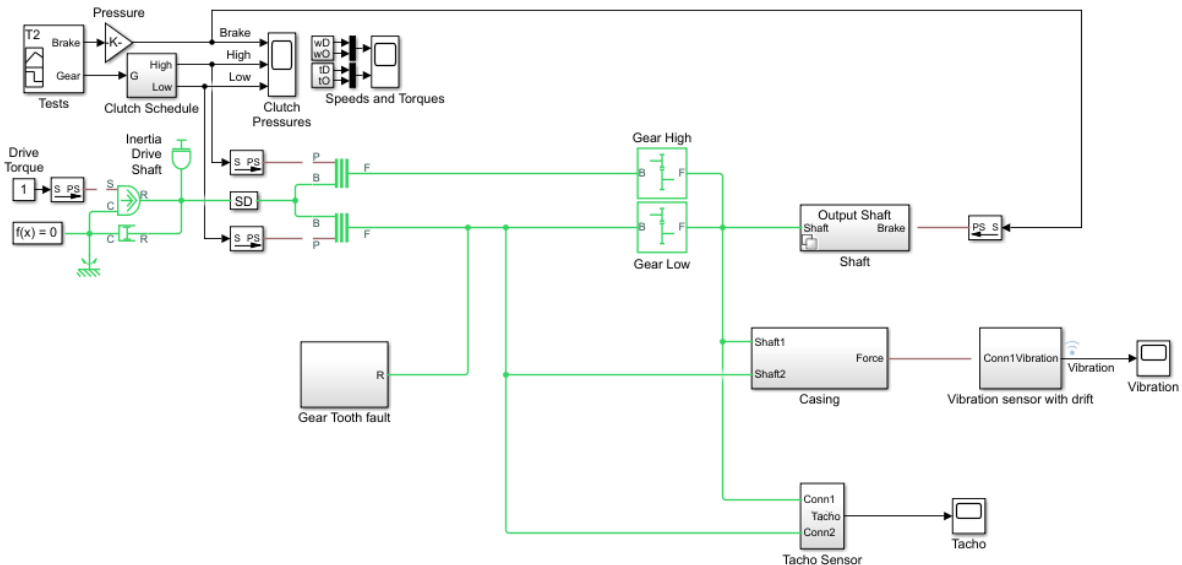 Pressure
T2
Brake
-K-
Brake
Gear
G
High
Low
High
Low
Tests
Clutch Schedule
Clutch
Pressures
wD
wO
tD
tO
Speeds and Torques
Drive
Torque
1
S PS
S
C
R
f(x) = 0
C
R
Inertia
Drive
Shaft
SD
S PS
P
B
F
S PS
B
P
F
Gear High
B
F
B
F
Gear Low
Output Shaft
Shaft
Brake
Shaft
PS S
Shaft1
Shaft2
Force
Casing
Conn1
Vibration
Vibration sensor with drift
Vibration
Vibration
R
Gear Tooth fault
Conn1
Tacho
Conn2
Tacho Sensor
Tacho